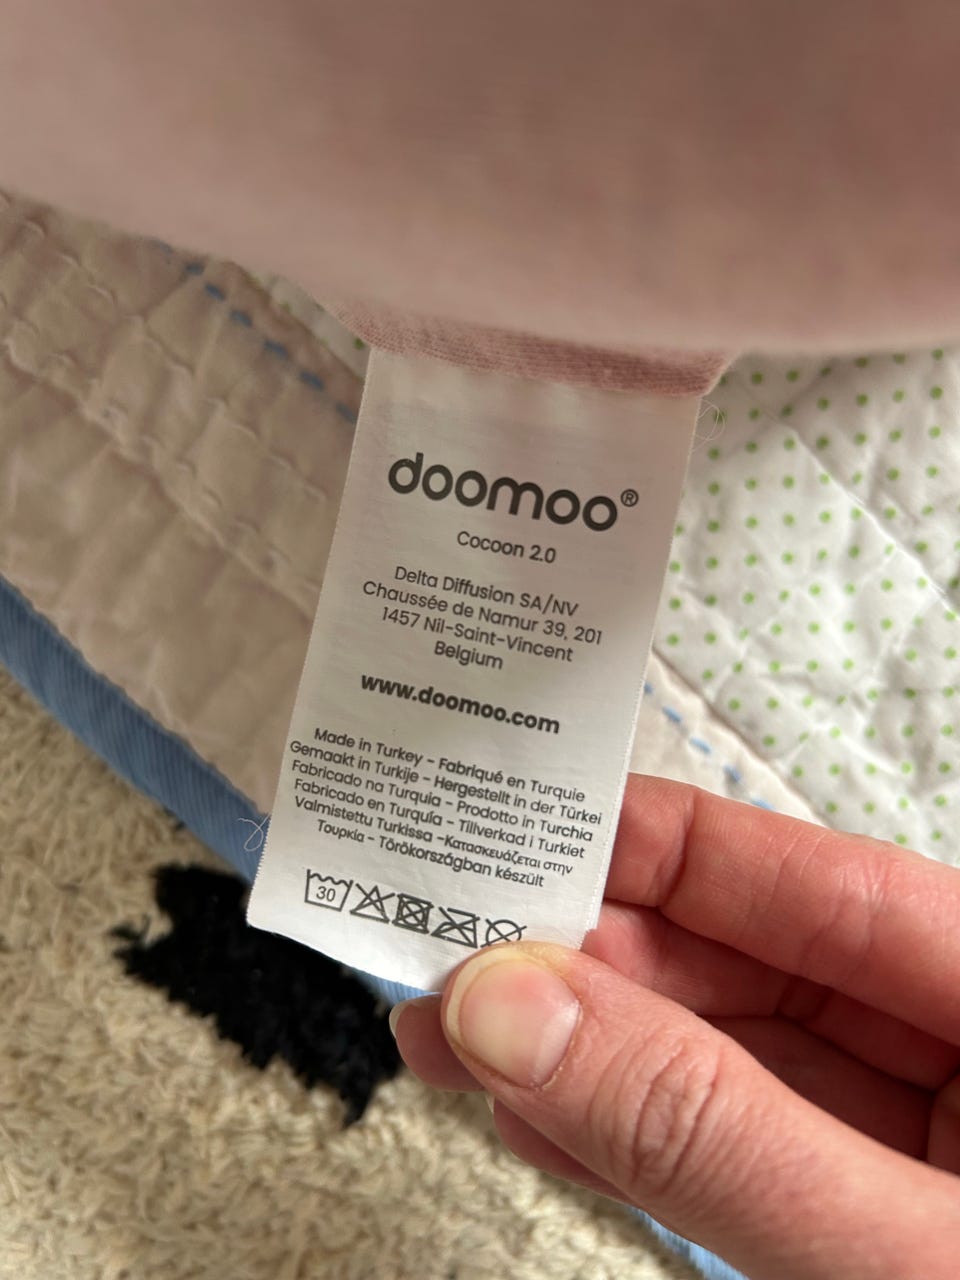 doomoo®
Cocoon 2.0
Delta Diffusion SA/NV
Chaussée de Namur 39, 201
1457 Nil-Saint-Vincent
Belgium
www.doomoo.com
Made in Turkey - Fabriqué en Turquie
Gemaakt in Turkije - Hergestellt in der Türkei
Fabricado na Turquia - Prodotto in Turchia
Fabricado en Turquía - Tillverkad i Turkiet
Valmistettu Turkissa -Κατασκευάζεται στην
Τουρκία - Törökországban készült
30